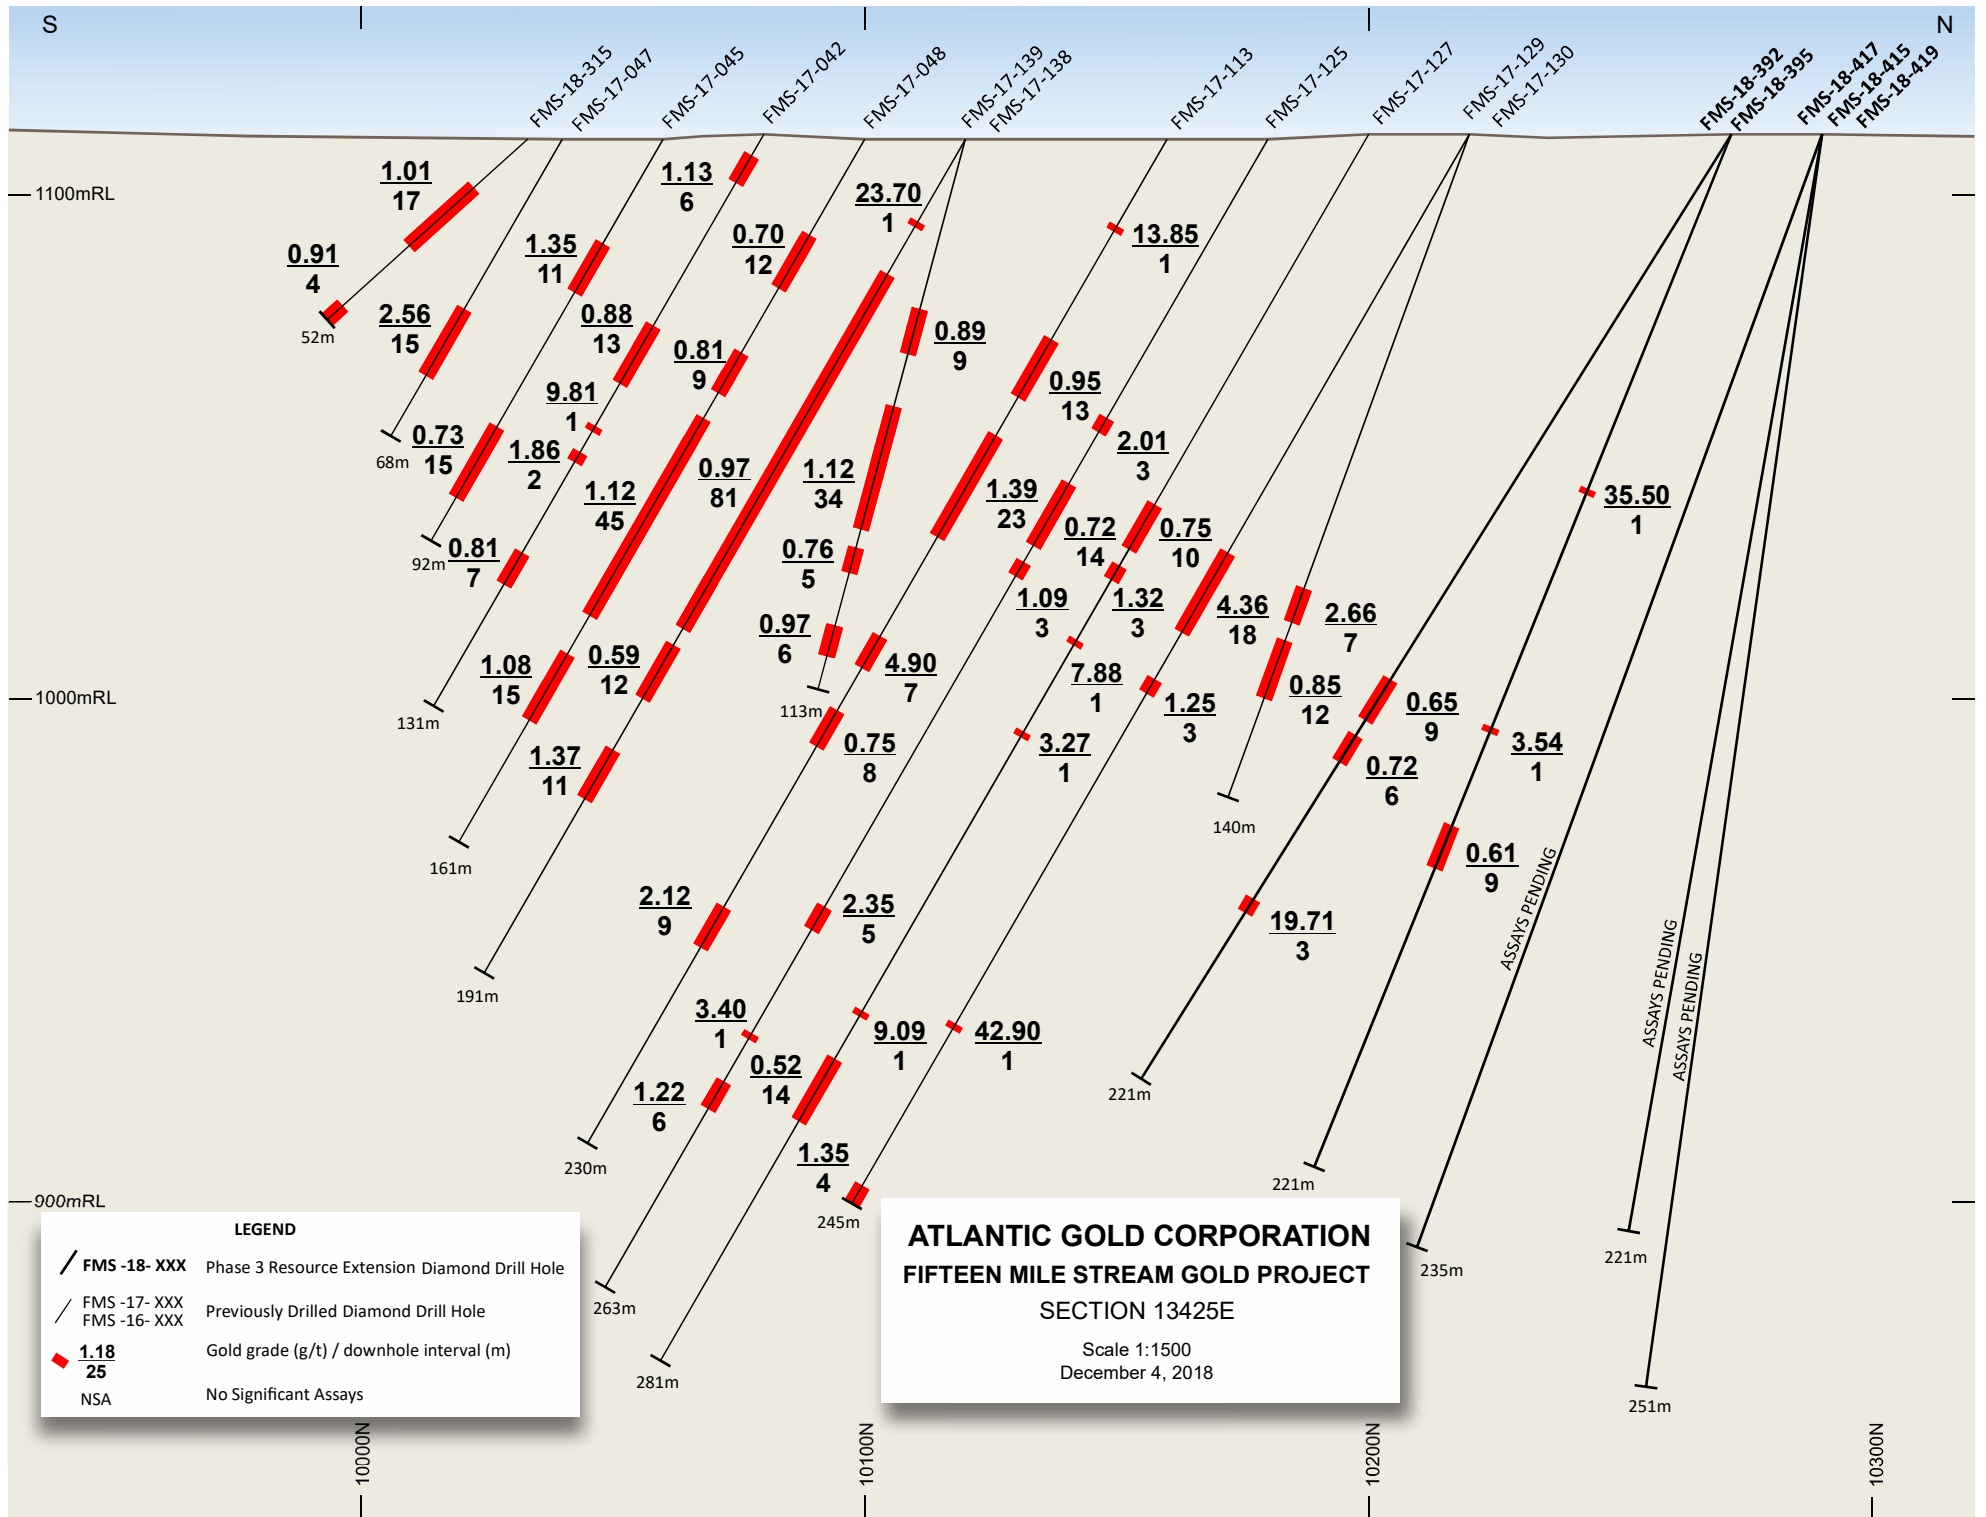 S
N
FMS-18-315
FMS-17-047
FMS-17-045
FMS-17-042
FMS-17-048
FMS-17-139
FMS-17-138
FMS-17-113
FMS-17-125
FMS-17-127
FMS-17-129
FMS-17-130
FMS-18-392
FMS-18-395
FMS-18-417
FMS-18-415
FMS-18-419
1100mRL
1000mRL
900mRL
1.01
17
0.91
4
52m
2.56
15
68m
1.35
11
0.73
15
92m
1.13
6
0.88
13
9.81
1
1.86
2
0.81
7
131m
0.70
12
0.81
9
1.12
45
1.08
15
161m
23.70
1
0.97
81
0.59
12
1.37
11
191m
0.89
9
1.12
34
0.76
5
0.97
6
113m
13.85
1
0.95
13
1.39
23
4.90
7
0.75
8
2.12
9
230m
2.01
3
0.72
14
1.09
3
2.35
5
3.40
1
1.22
6
263m
0.75
10
1.32
3
7.88
1
3.27
1
9.09
1
0.52
14
281m
4.36
18
1.25
3
42.90
1
1.35
4
245m
2.66
7
0.85
12
140m
0.65
9
0.72
6
19.71
3
221m
35.50
1
3.54
1
0.61
9
221m
ASSAYS PENDING
235m
ASSAYS PENDING
221m
ASSAYS PENDING
251m
LEGEND
FMS -18- XXX Phase 3 Resource Extension Diamond Drill Hole
FMS -17- XXX
FMS -16- XXX
Previously Drilled Diamond Drill Hole
1.18
25
Gold grade (g/t) / downhole interval (m)
NSA No Significant Assays
ATLANTIC GOLD CORPORATION
FIFTEEN MILE STREAM GOLD PROJECT
SECTION 13425E
Scale 1:1500
December 4, 2018
10000N
10100N
10200N
10300N